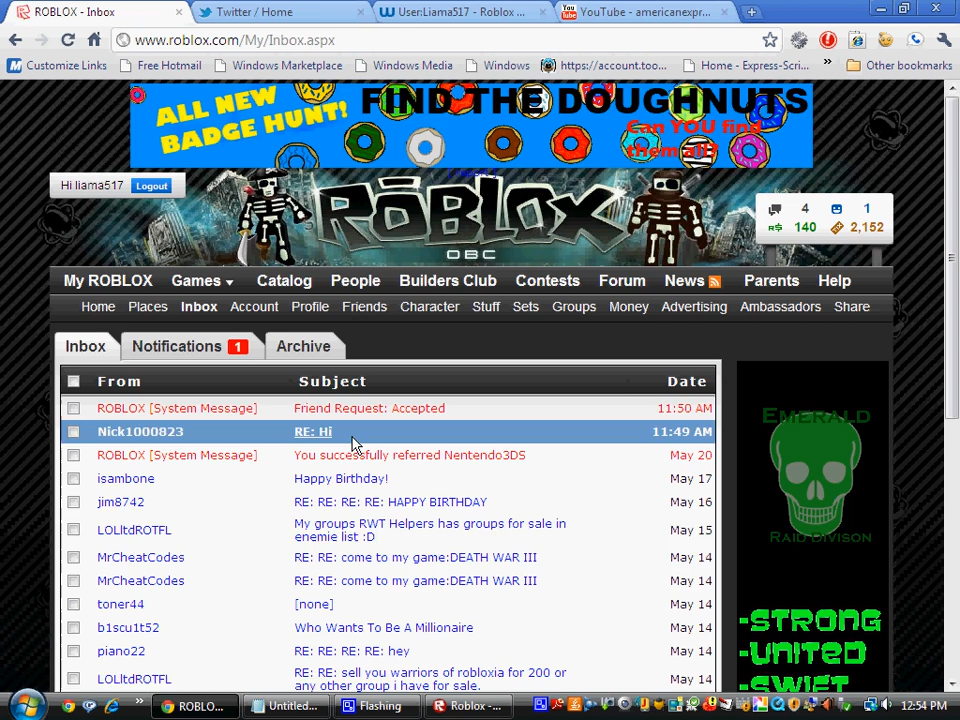 ROBLOX - Inbox
Twitter / Home
User:Liama517 - Roblox ...
YouTube - americanexpr...
www.roblox.com/My/Inbox.aspx
Customize Links
Free Hotmail
Windows Marketplace
Windows Media
Windows
https://account.too...
Home - Express-Scri...
»
Other bookmarks
ALL NEW
BADGE HUNT!
FIND THE DOUGHNUTS
Can YOU find
them all?
Hi liama517
Logout
ROBLOX
OBC
4
1
R$
140
2,152
My ROBLOX
Games
Catalog
People
Builders Club
Contests
Forum
News
Parents
Help
Home
Places
Inbox
Account
Profile
Friends
Character
Stuff
Sets
Groups
Money
Advertising
Ambassadors
Share
Inbox
Notifications 1
Archive
From Subject Date
ROBLOX [System Message] Friend Request: Accepted 11:50 AM
Nick1000823 RE: Hi 11:49 AM
ROBLOX [System Message] You successfully referred Nentendo3DS May 20
isambone Happy Birthday! May 17
jim8742 RE: RE: RE: RE: HAPPY BIRTHDAY May 16
LOLltdROTFL My groups RWT Helpers has groups for sale in May 15
enemie list :D
MrCheatCodes RE: RE: come to my game:DEATH WAR III May 14
MrCheatCodes RE: RE: come to my game:DEATH WAR III May 14
toner44 [none] May 14
b1scu1t52 Who Wants To Be A Millionaire May 14
piano22 RE: RE: RE: RE: hey May 14
LOLltdROTFL RE: RE: sell you warriors of robloxia for 200 or May 14
any other group i have for sale.
Emerald
Raid Divison
-STRONG
-UNITED
-SWIFT
»
ROBLO...
Untitled...
Flashing
Roblox -...
12:54 PM